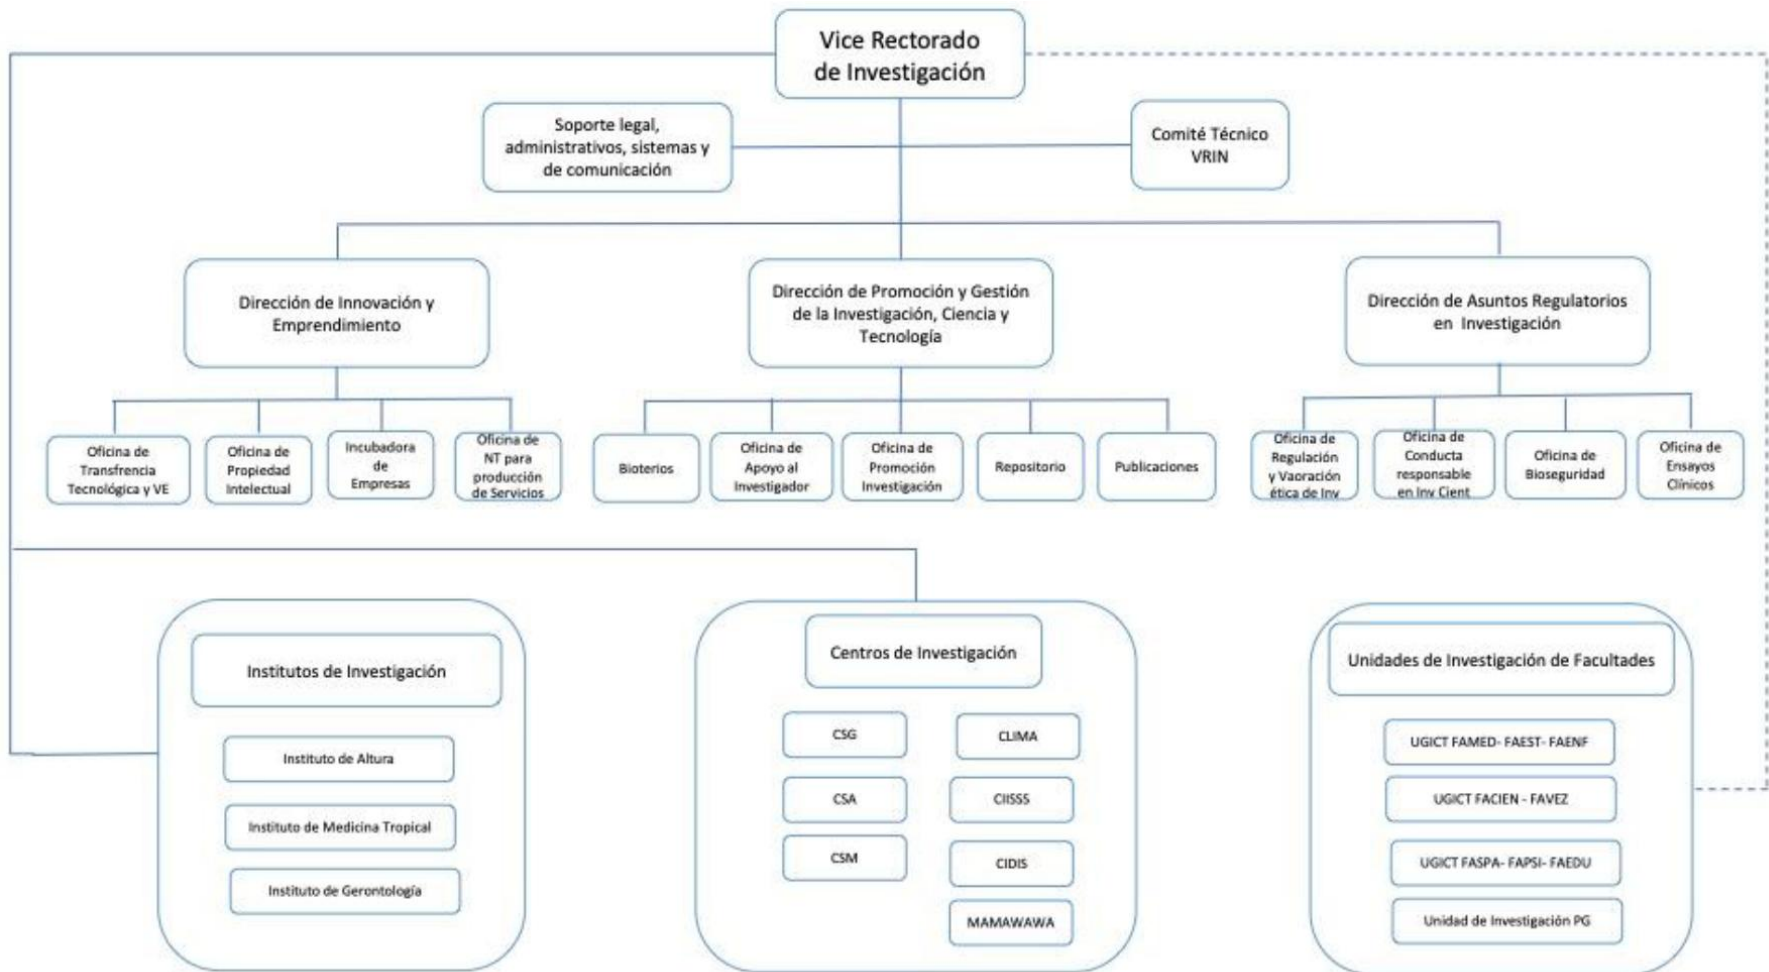 Vice Rectorado
de Investigación
Soporte legal,
administrativos, sistemas y
de comunicación
Comité Técnico
VRIN
Dirección de Innovación y
Emprendimiento
Dirección de Promoción y Gestión
de la Investigación, Ciencia y
Tecnología
Dirección de Asuntos Regulatorios
en Investigación
Oficina de
Transfrencia
Tecnológica y VE
Oficina de
Propiedad
Intelectual
Incubadora
de
Empresas
Oficina de
NT para
producción
de Servicios
Bioterios
Oficina de
Apoyo al
Investigador
Oficina de
Promoción
Investigación
Repositorio
Publicaciones
Oficina de
Regulación
y Vaoración
ética de Inv
Oficina de
Conducta
responsable
en Inv Cient
Oficina de
Bioseguridad
Oficina de
Ensayos
Clínicos
Institutos de Investigación
Instituto de Altura
Instituto de Medicina Tropical
Instituto de Gerontología
Centros de Investigación
CSG
CLIMA
CSA
CIISSS
CSM
CIDIS
MAMAWAWA
Unidades de Investigación de Facultades
UGICT FAMED- FAEST- FAENF
UGICT FACIEN - FAVEZ
UGICT FASPA- FAPSI- FAEDU
Unidad de Investigación PG